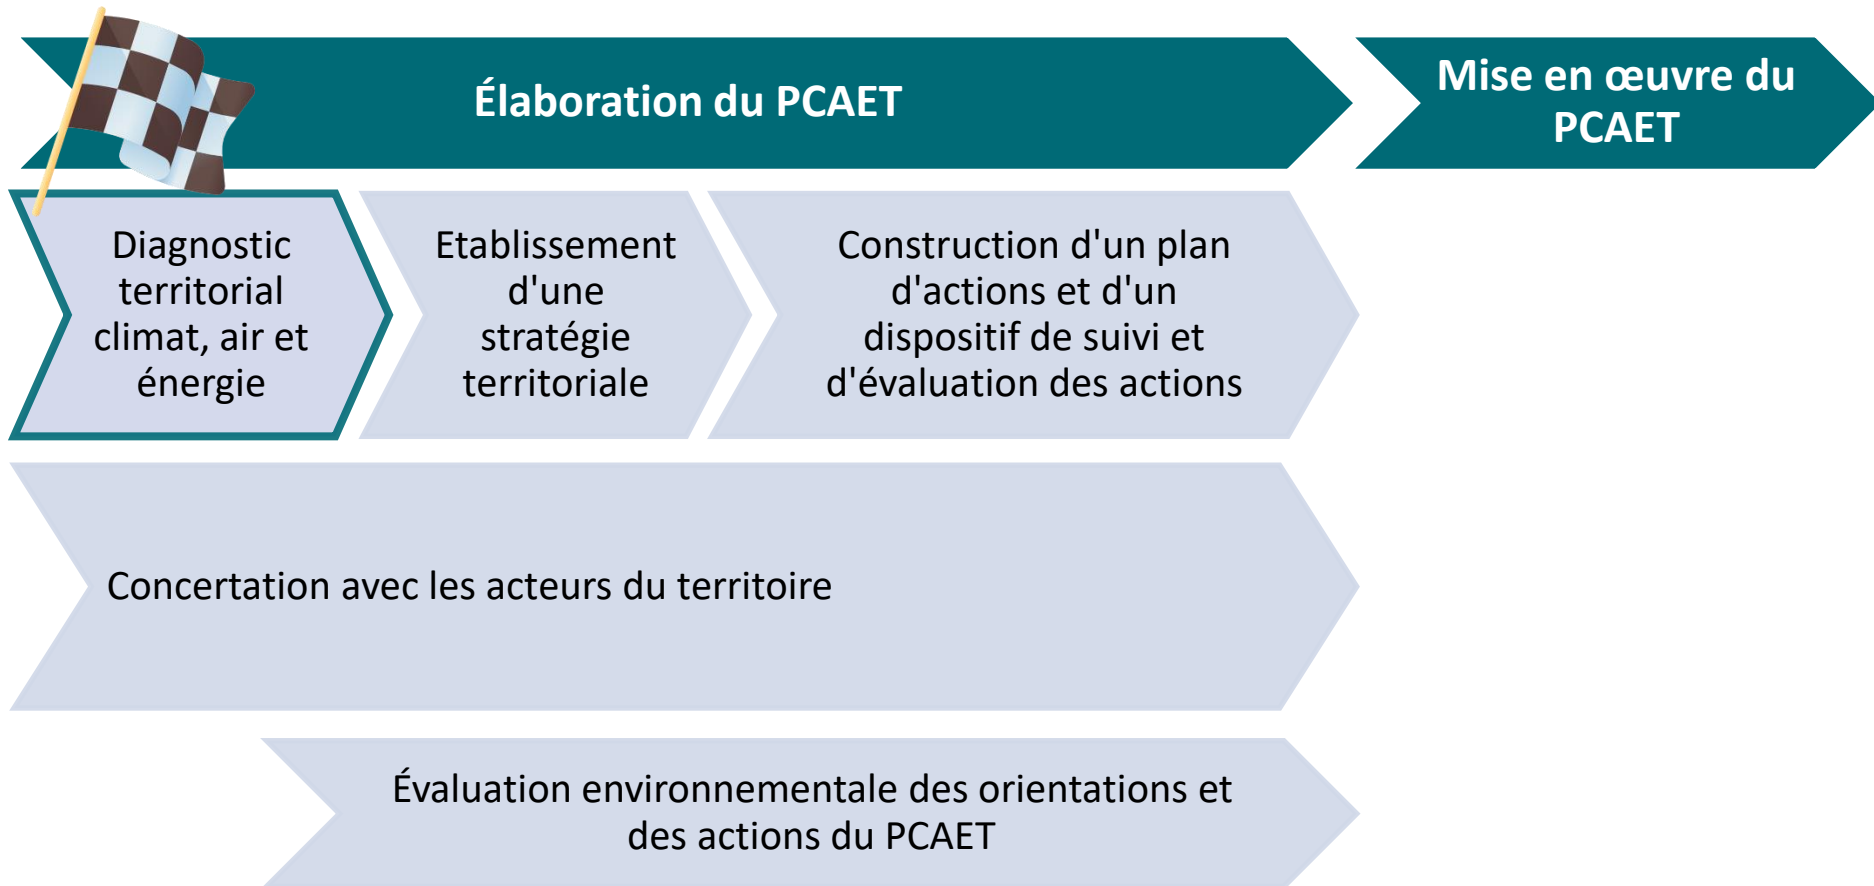 Élaboration du PCAET
Mise en œuvre du
PCAET
Diagnostic
territorial
climat, air et
énergie
Etablissement
d'une
stratégie
territoriale
Construction d'un plan
d'actions et d'un
dispositif de suivi et
d'évaluation des actions
Concertation avec les acteurs du territoire
Évaluation environnementale des orientations et
des actions du PCAET